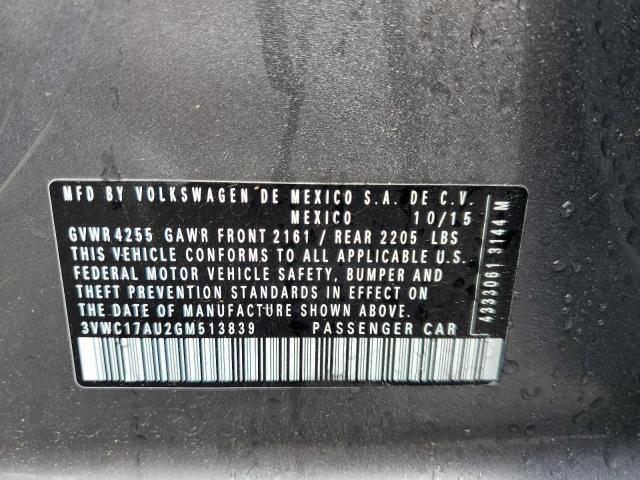 MFD BY VOLKSWAGEN DE MEXICO S.A. DE C.V.
MEXICO 10/15
GVWR 4255 GAWR FRONT 2161 / REAR 2205 LBS
THIS VEHICLE CONFORMS TO ALL APPLICABLE U.S.
FEDERAL MOTOR VEHICLE SAFETY, BUMPER AND
THEFT PREVENTION STANDARDS IN EFFECT ON
THE DATE OF MANUFACTURE SHOWN ABOVE.
3VWC17AU2GM513839 PASSENGER CAR
43330613144M